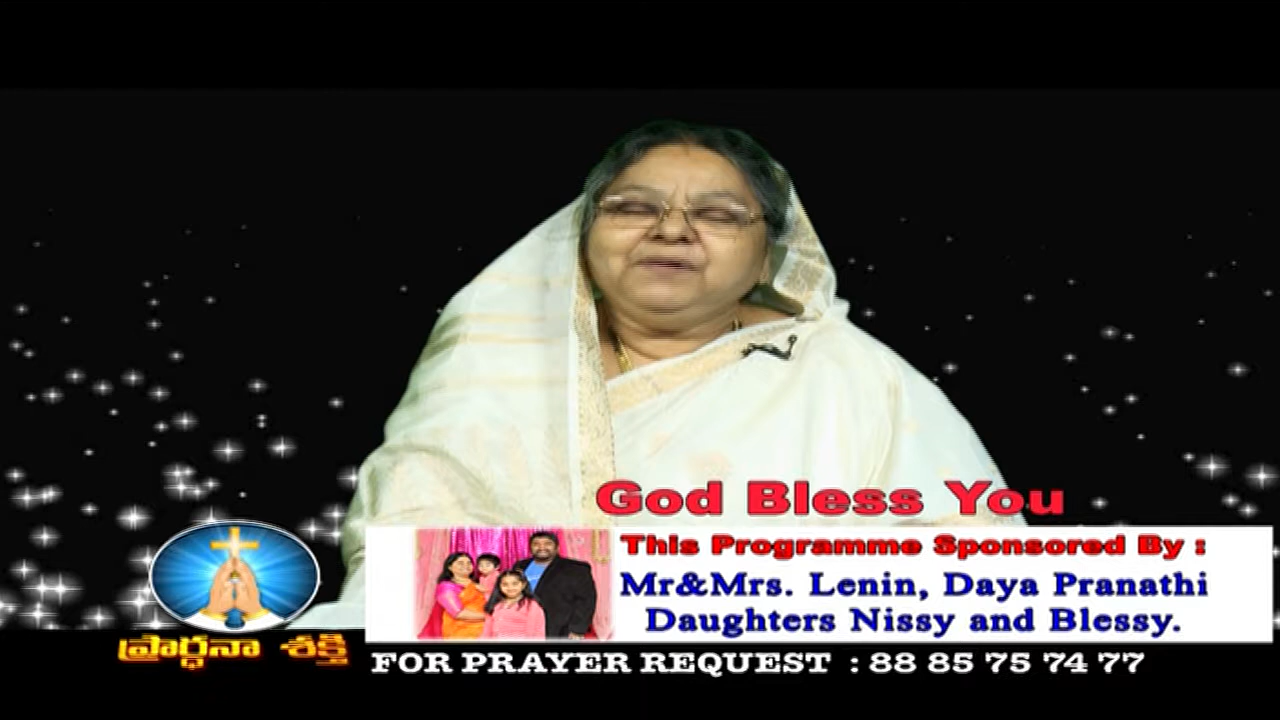 God Bless You
This Programme Sponsored By :
Mr&Mrs. Lenin, Daya Pranathi
Daughters Nissy and Blessy.
ప్రార్ధనా శక్తి
FOR PRAYER REQUEST : 88 85 75 74 77